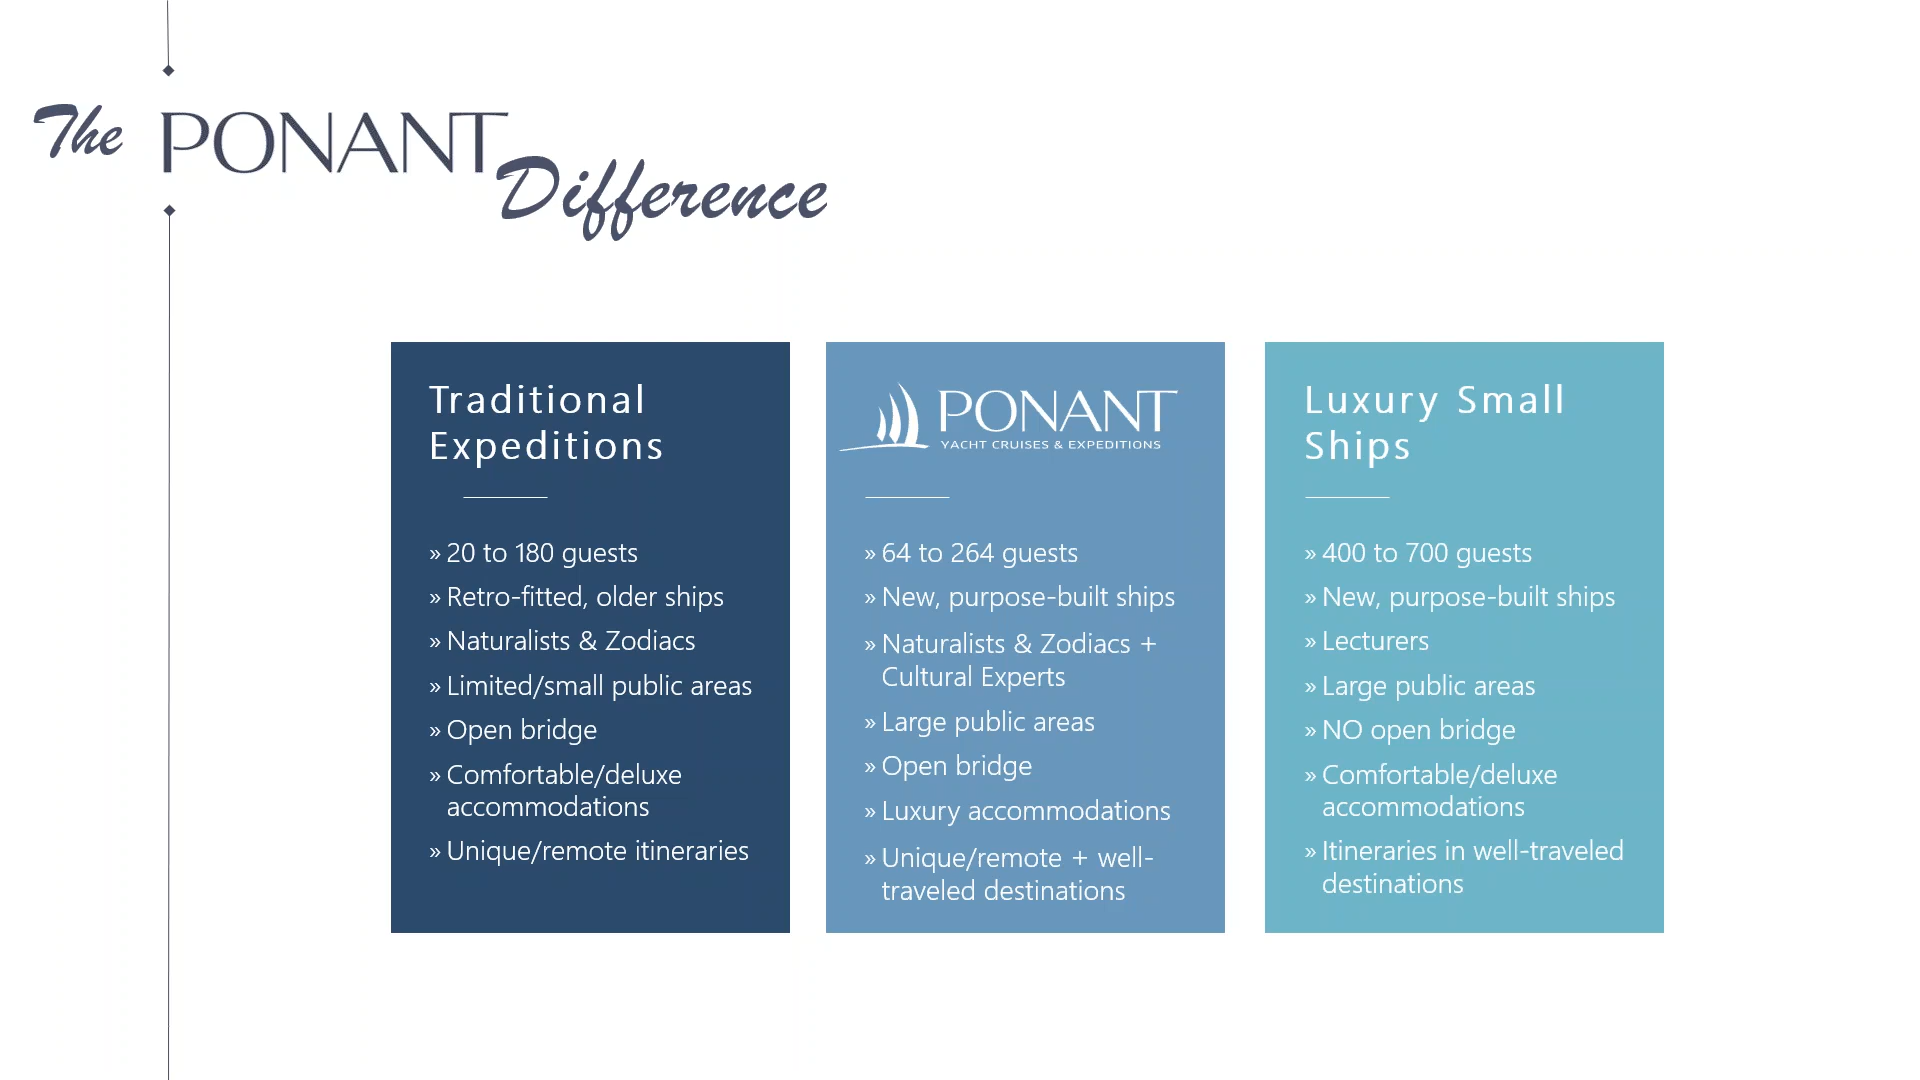 The PONANT
Difference
Traditional
Expeditions
» 20 to 180 guests
» Retro-fitted, older ships
» Naturalists & Zodiacs
» Limited/small public areas
» Open bridge
» Comfortable/deluxe
accommodations
» Unique/remote itineraries
PONANT
YACHT CRUISES & EXPEDITIONS
» 64 to 264 guests
» New, purpose-built ships
» Naturalists & Zodiacs +
Cultural Experts
» Large public areas
» Open bridge
» Luxury accommodations
» Unique/remote + well-
traveled destinations
Luxury Small
Ships
» 400 to 700 guests
» New, purpose-built ships
» Lecturers
» Large public areas
» NO open bridge
» Comfortable/deluxe
accommodations
» Itineraries in well-traveled
destinations